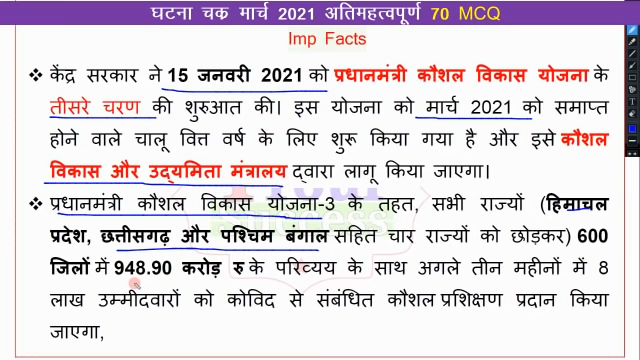 घटना चक्र मार्च 2021 अतिमहत्वपूर्ण 70 MCQ
Imp Facts
❖ केंद्र सरकार ने 15 जनवरी 2021 को प्रधानमंत्री कौशल विकास योजना के
तीसरे चरण की शुरुआत की। इस योजना को मार्च 2021 को समाप्त
होने वाले चालू वित्त वर्ष के लिए शुरू किया गया है और इसे कौशल
विकास और उद्यमिता मंत्रालय द्वारा लागू किया जाएगा।
❖ प्रधानमंत्री कौशल विकास योजना-3 के तहत, सभी राज्यों (हिमाचल
प्रदेश, छत्तीसगढ़ और पश्चिम बंगाल सहित चार राज्यों को छोड़कर) 600
जिलों में 948.90 करोड़ रु के परिव्यय के साथ अगले तीन महीनों में 8
लाख उम्मीदवारों को कोविद से संबंधित कौशल प्रशिक्षण प्रदान किया
जाएगा,